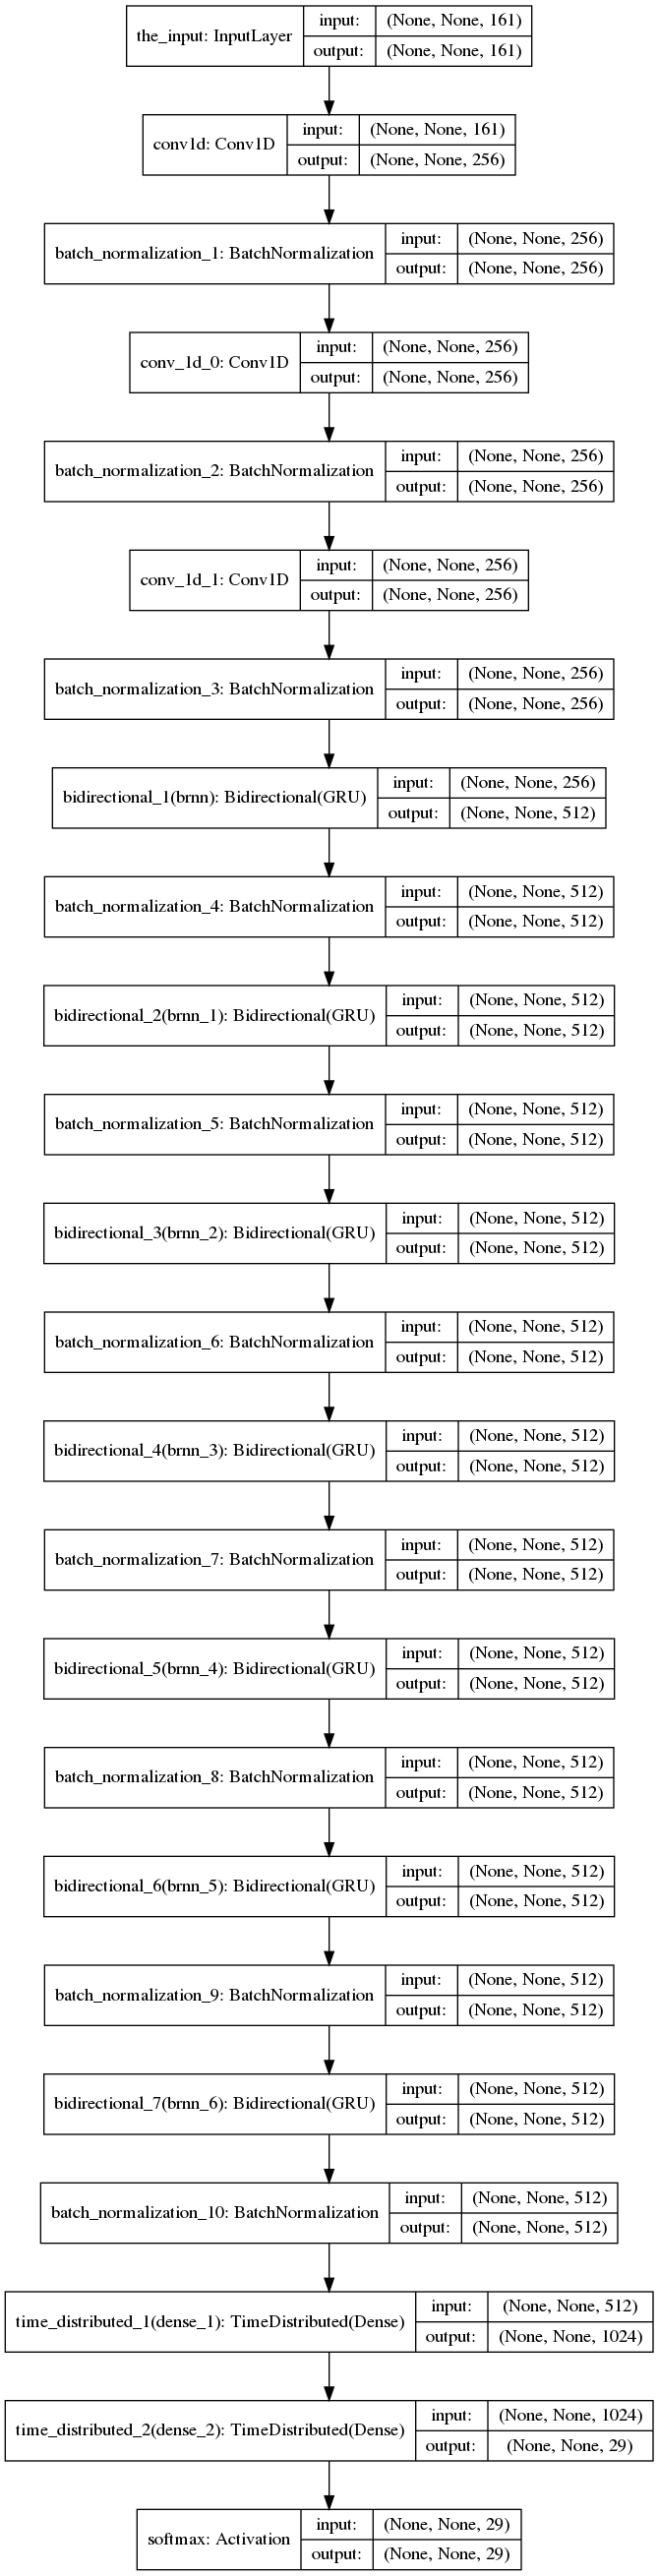 the_input: InputLayer
input:
(None, None, 161)
output:
(None, None, 161)
conv1d: Conv1D
input:
(None, None, 161)
output:
(None, None, 256)
batch_normalization_1: BatchNormalization
input:
(None, None, 256)
output:
(None, None, 256)
conv_1d_0: Conv1D
input:
(None, None, 256)
output:
(None, None, 256)
batch_normalization_2: BatchNormalization
input:
(None, None, 256)
output:
(None, None, 256)
conv_1d_1: Conv1D
input:
(None, None, 256)
output:
(None, None, 256)
batch_normalization_3: BatchNormalization
input:
(None, None, 256)
output:
(None, None, 256)
bidirectional_1(brnn): Bidirectional(GRU)
input:
(None, None, 256)
output:
(None, None, 512)
batch_normalization_4: BatchNormalization
input:
(None, None, 512)
output:
(None, None, 512)
bidirectional_2(brnn_1): Bidirectional(GRU)
input:
(None, None, 512)
output:
(None, None, 512)
batch_normalization_5: BatchNormalization
input:
(None, None, 512)
output:
(None, None, 512)
bidirectional_3(brnn_2): Bidirectional(GRU)
input:
(None, None, 512)
output:
(None, None, 512)
batch_normalization_6: BatchNormalization
input:
(None, None, 512)
output:
(None, None, 512)
bidirectional_4(brnn_3): Bidirectional(GRU)
input:
(None, None, 512)
output:
(None, None, 512)
batch_normalization_7: BatchNormalization
input:
(None, None, 512)
output:
(None, None, 512)
bidirectional_5(brnn_4): Bidirectional(GRU)
input:
(None, None, 512)
output:
(None, None, 512)
batch_normalization_8: BatchNormalization
input:
(None, None, 512)
output:
(None, None, 512)
bidirectional_6(brnn_5): Bidirectional(GRU)
input:
(None, None, 512)
output:
(None, None, 512)
batch_normalization_9: BatchNormalization
input:
(None, None, 512)
output:
(None, None, 512)
bidirectional_7(brnn_6): Bidirectional(GRU)
input:
(None, None, 512)
output:
(None, None, 512)
batch_normalization_10: BatchNormalization
input:
(None, None, 512)
output:
(None, None, 512)
time_distributed_1(dense_1): TimeDistributed(Dense)
input:
(None, None, 512)
output:
(None, None, 1024)
time_distributed_2(dense_2): TimeDistributed(Dense)
input:
(None, None, 1024)
output:
(None, None, 29)
softmax: Activation
input:
(None, None, 29)
output:
(None, None, 29)